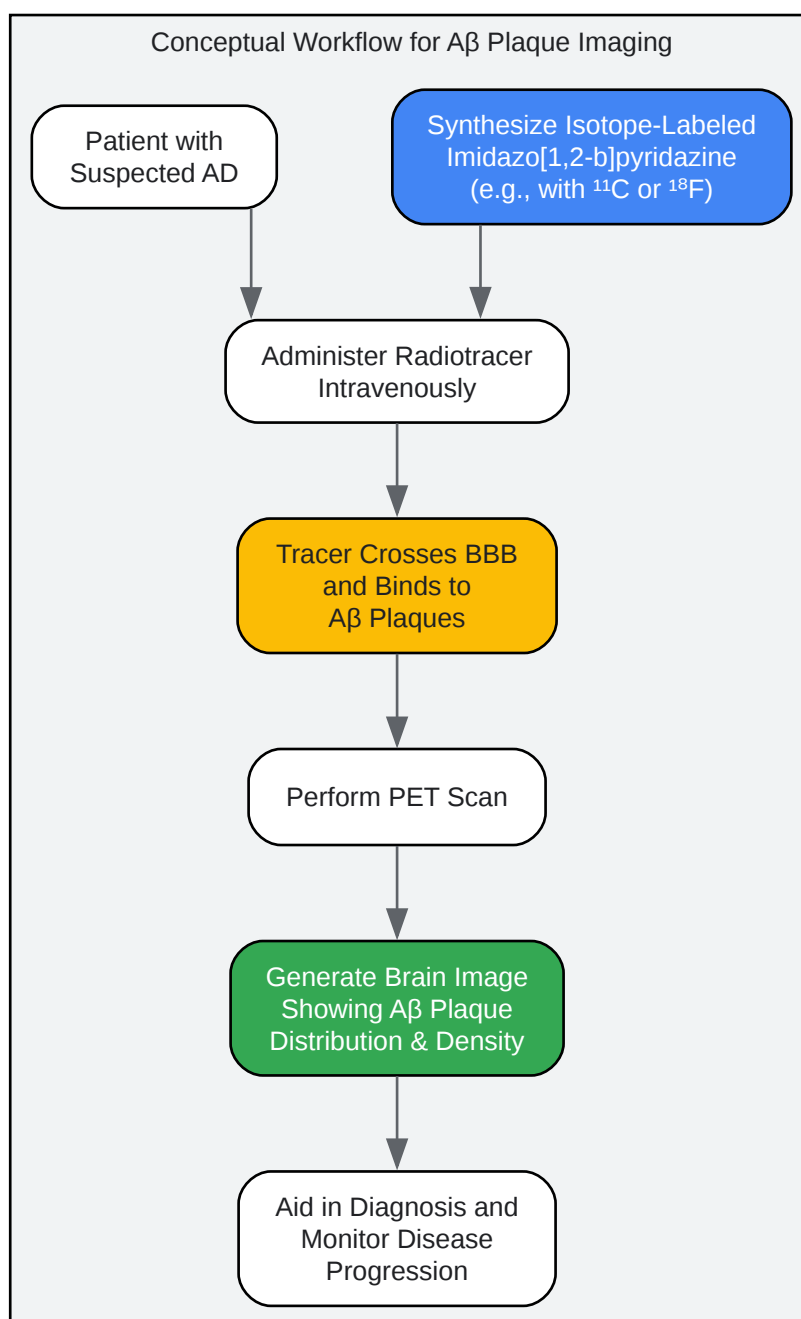 Conceptual Workflow for Aβ Plaque Imaging
Patient with
Suspected AD
Synthesize Isotope-Labeled
Imidazo[1,2-b]pyridazine
(e.g., with ¹¹C or ¹⁸F)
Administer Radiotracer
Intravenously
Tracer Crosses BBB
and Binds to
Aβ Plaques
Perform PET Scan
Generate Brain Image
Showing Aβ Plaque
Distribution & Density
Aid in Diagnosis and
Monitor Disease
Progression